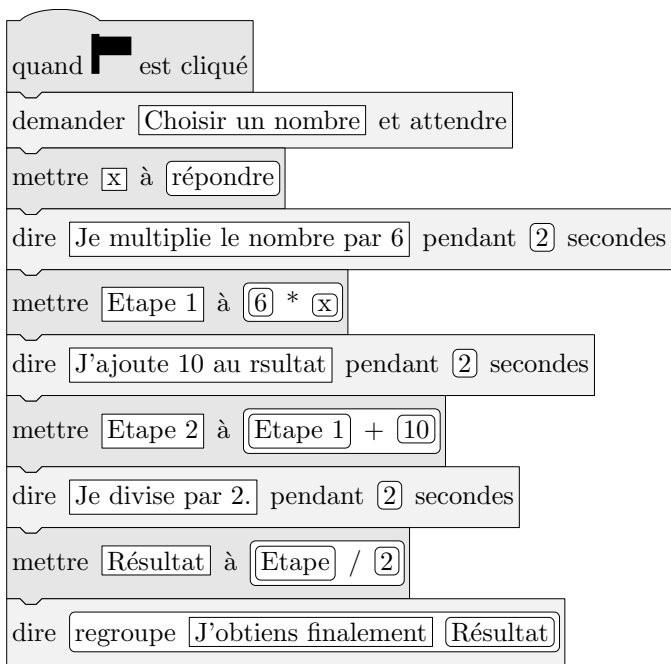 quand est cliqué
demander Choisir un nombre et attendre
mettre x à répondre
dire Je multiplie le nombre par 6 pendant 2 secondes
mettre Etape 1 à 6 * x
dire J'ajoute 10 au rsultat pendant 2 secondes
mettre Etape 2 à Etape 1 + 10
dire Je divise par 2. pendant 2 secondes
mettre Résultat à Etape / 2
dire regroupe J'obtiens finalement Résultat